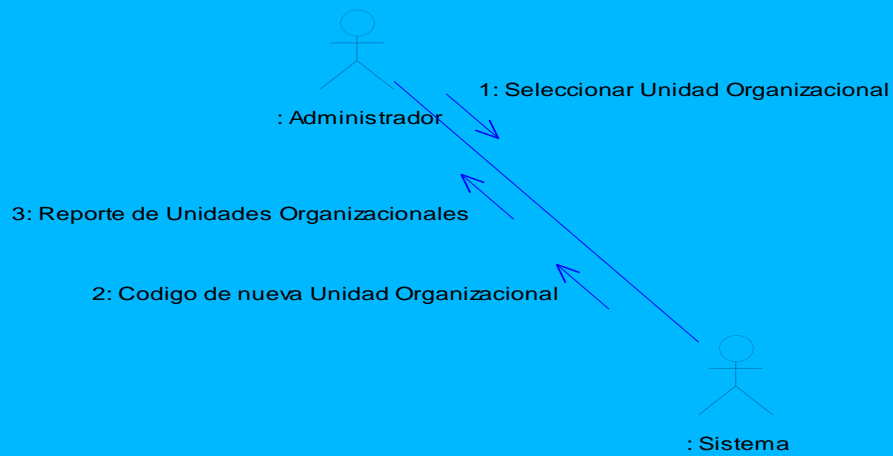 1: Seleccionar Unidad Organizacional
: Administrador
3: Reporte de Unidades Organizacionales
2: Codigo de nueva Unidad Organizacional
: Sistema